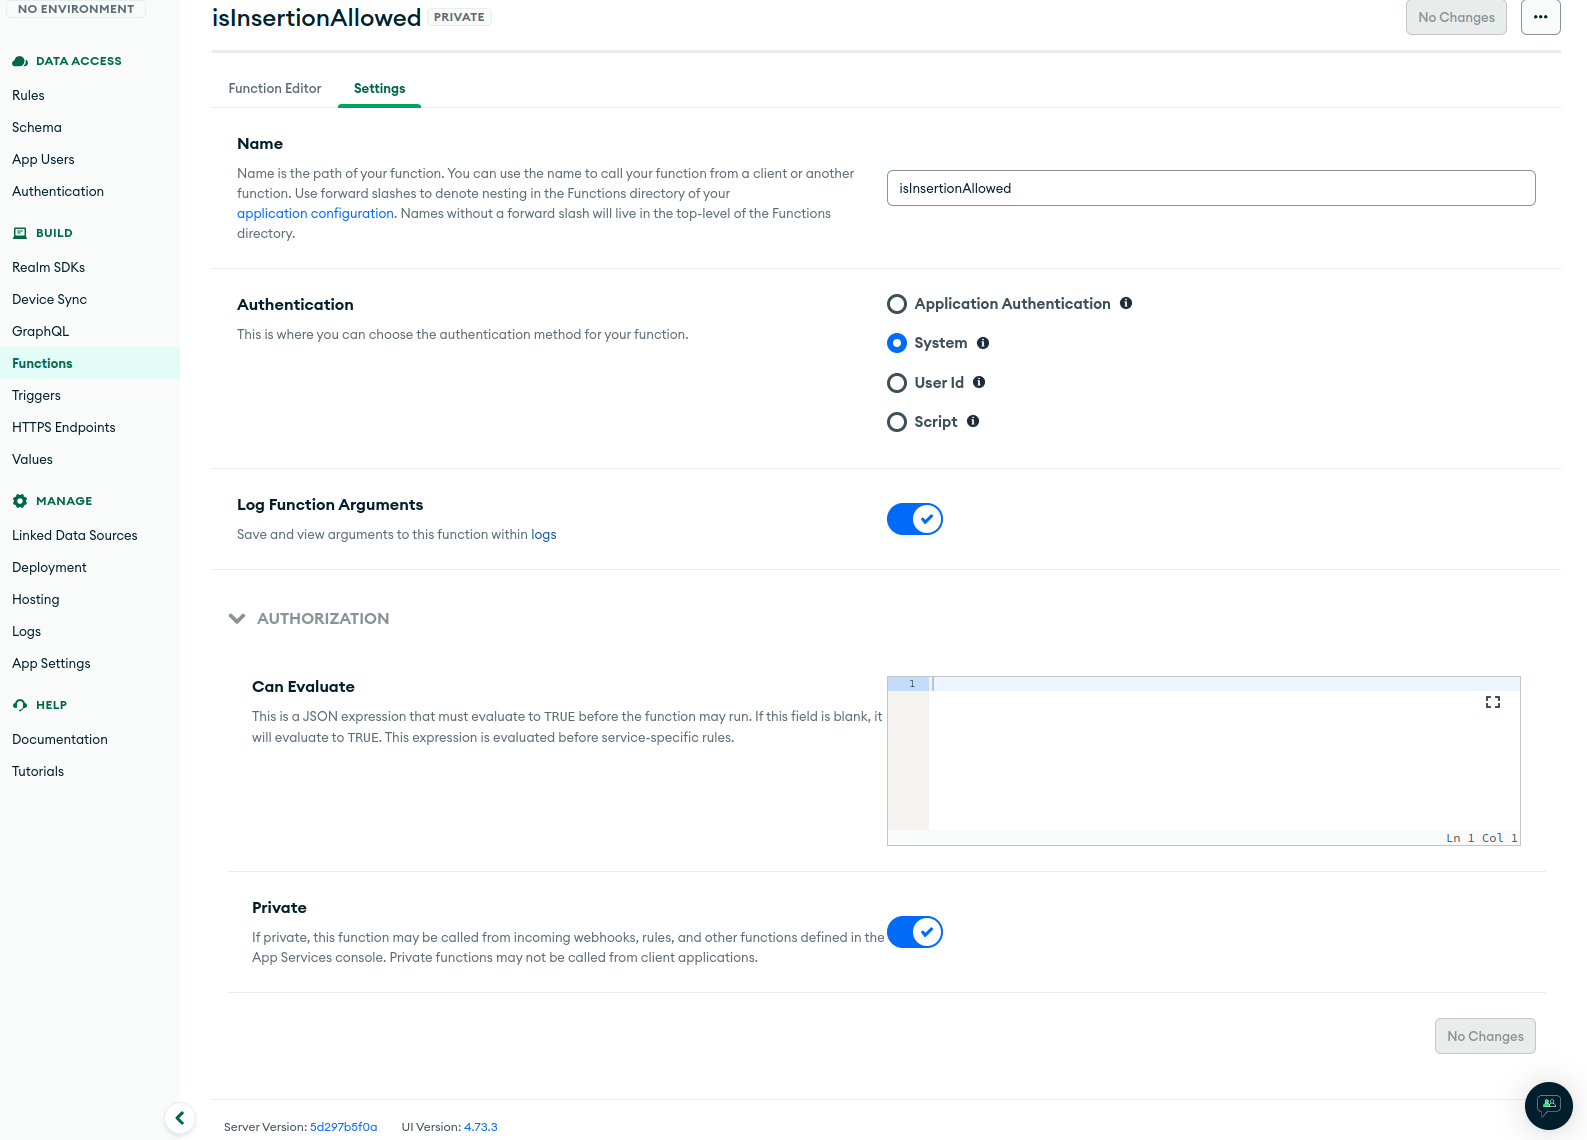 NO ENVIRONMENT
DATA ACCESS
Rules
Schema
App Users
Authentication
BUILD
Realm SDKs
Device Sync
GraphQL
Functions
Triggers
HTTPS Endpoints
Values
MANAGE
Linked Data Sources
Deployment
Hosting
Logs
App Settings
HELP
Documentation
Tutorials
isInsertionAllowed PRIVATE
No Changes
Function Editor Settings
Name
Name is the path of your function. You can use the name to call your function from a client or another
function. Use forward slashes to denote nesting in the Functions directory of your
application configuration. Names without a forward slash will live in the top-level of the Functions
directory.
isInsertionAllowed
Authentication
This is where you can choose the authentication method for your function.
Application Authentication
System
User Id
Script
Log Function Arguments
Save and view arguments to this function within logs
AUTHORIZATION
Can Evaluate
This is a JSON expression that must evaluate to TRUE before the function may run. If this field is blank, it
will evaluate to TRUE. This expression is evaluated before service-specific rules.
1
Ln 1 Col 1
Private
If private, this function may be called from incoming webhooks, rules, and other functions defined in the
App Services console. Private functions may not be called from client applications.
No Changes
Server Version: 5d297b5f0a UI Version: 4.73.3